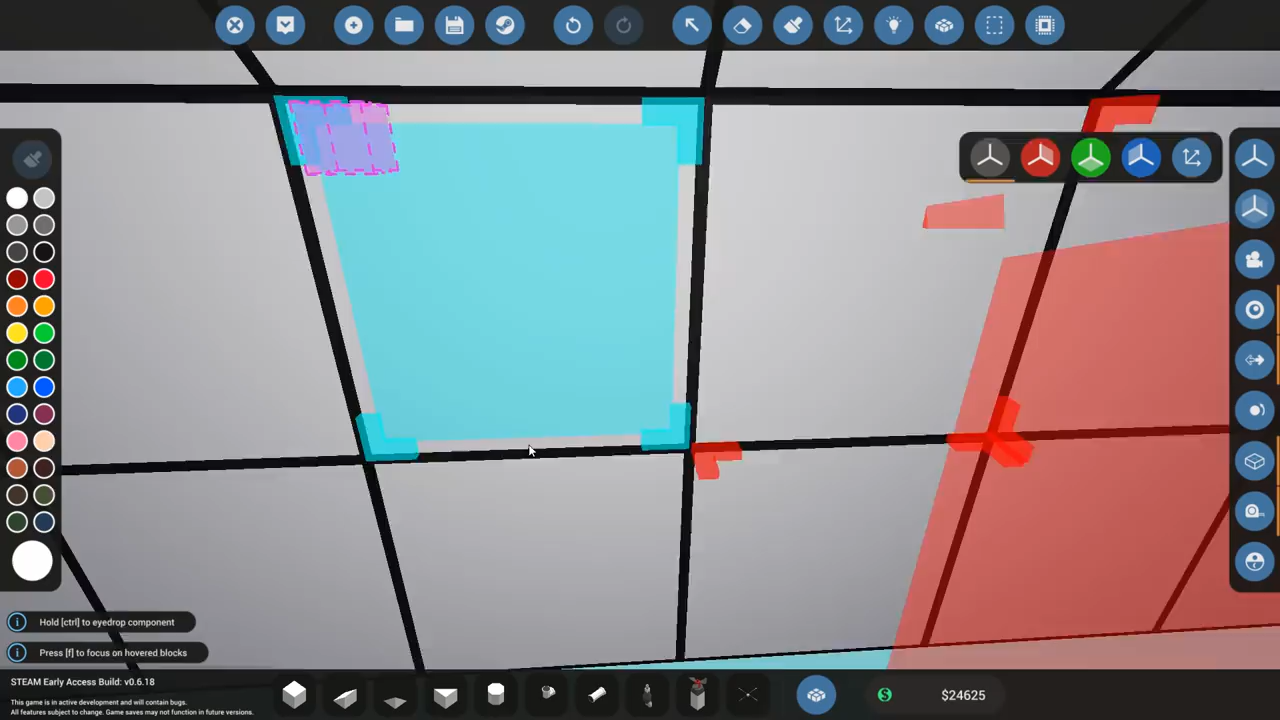 Hold [ctrl] to eyedrop component
Press [f] to focus on hovered blocks
STEAM Early Access Build: v0.6.18
This game is in active development and will contain bugs.
All features subject to change. Game saves may not function in future versions.
$24625